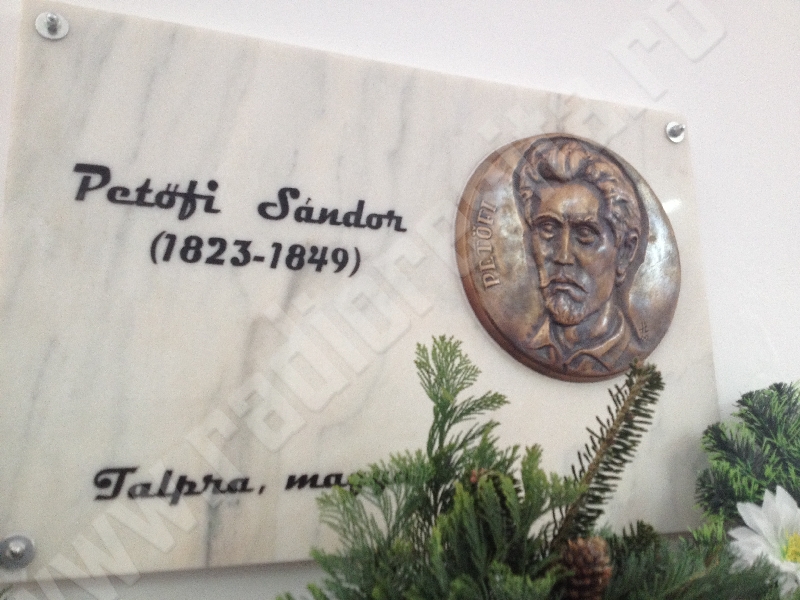 Petőfi Sándor
(1823-1849)
PETŐFI
Talpra,